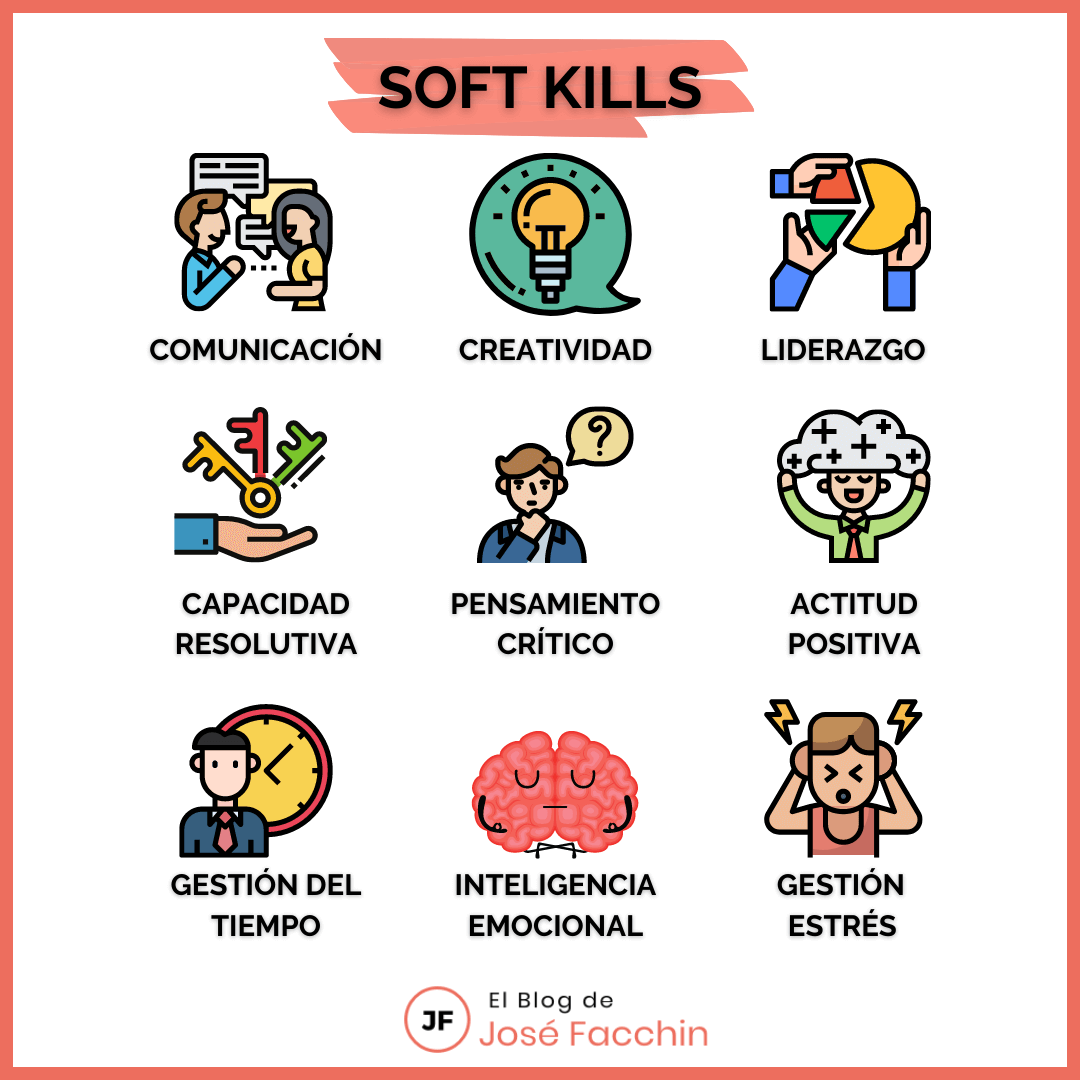 SOFT KILLS
COMUNICACIÓN
CREATIVIDAD
LIDERAZGO
CAPACIDAD
RESOLUTIVA
PENSAMIENTO
CRÍTICO
ACTITUD
POSITIVA
GESTIÓN DEL
TIEMPO
INTELIGENCIA
EMOCIONAL
GESTIÓN
ESTRÉS
JF
El Blog de
José Facchin